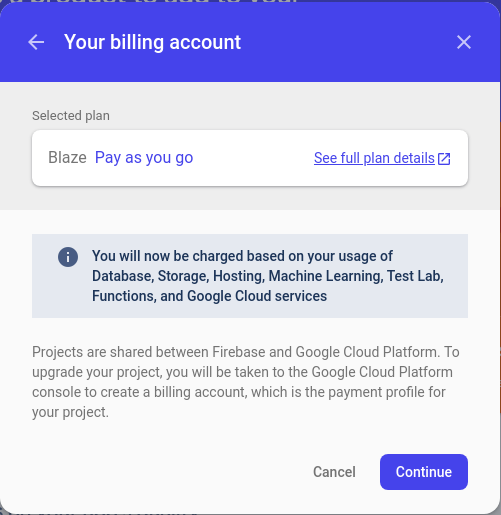 Your billing account
Selected plan
Blaze Pay as you go See full plan details
You will now be charged based on your usage of
Database, Storage, Hosting, Machine Learning, Test Lab,
Functions, and Google Cloud services
Projects are shared between Firebase and Google Cloud Platform. To
upgrade your project, you will be taken to the Google Cloud Platform
console to create a billing account, which is the payment profile for
your project.
Cancel Continue